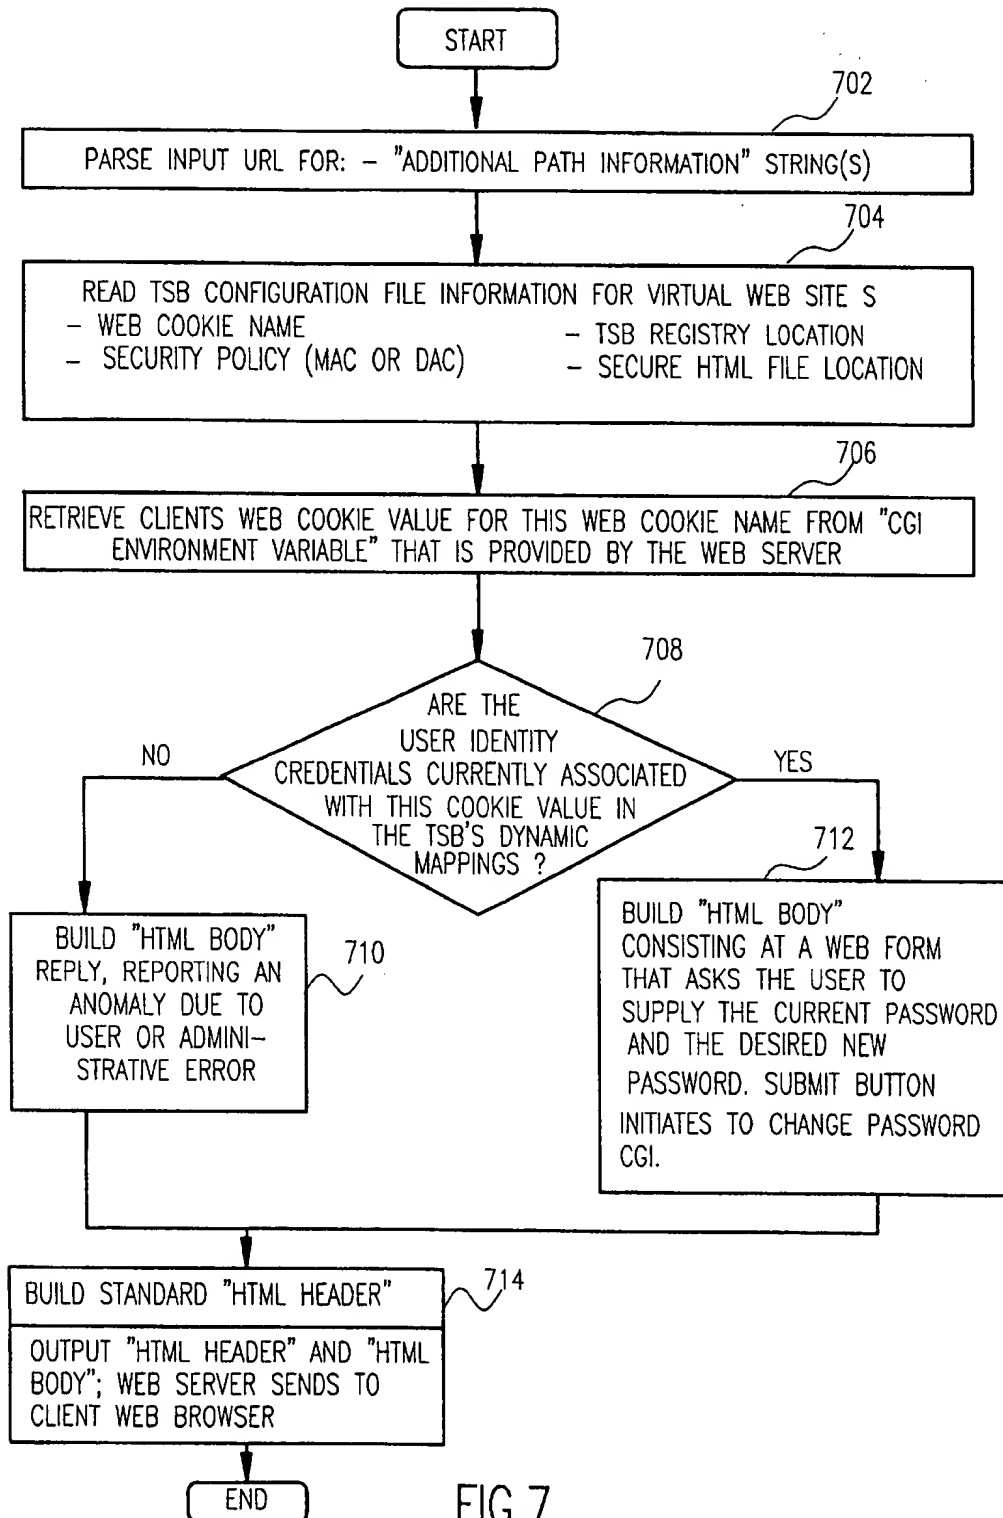 START
702
PARSE INPUT URL FOR: – "ADDITIONAL PATH INFORMATION" STRING(S)
704
READ TSB CONFIGURATION FILE INFORMATION FOR VIRTUAL WEB SITE S
– WEB COOKIE NAME
– SECURITY POLICY (MAC OR DAC)
– TSB REGISTRY LOCATION
– SECURE HTML FILE LOCATION
706
RETRIEVE CLIENTS WEB COOKIE VALUE FOR THIS WEB COOKIE NAME FROM "CGI
ENVIRONMENT VARIABLE" THAT IS PROVIDED BY THE WEB SERVER
708
ARE THE
USER IDENTITY
CREDENTIALS CURRENTLY ASSOCIATED
WITH THIS COOKIE VALUE IN
THE TSB'S DYNAMIC
MAPPINGS ?
NO
YES
710
BUILD "HTML BODY"
REPLY, REPORTING AN
ANOMALY DUE TO
USER OR ADMINI–
STRATIVE ERROR
712
BUILD "HTML BODY"
CONSISTING AT A WEB FORM
THAT ASKS THE USER TO
SUPPLY THE CURRENT PASSWORD
AND THE DESIRED NEW
PASSWORD. SUBMIT BUTTON
INITIATES TO CHANGE PASSWORD
CGI.
714
BUILD STANDARD "HTML HEADER"
OUTPUT "HTML HEADER" AND "HTML
BODY"; WEB SERVER SENDS TO
CLIENT WEB BROWSER
END
FIG.7